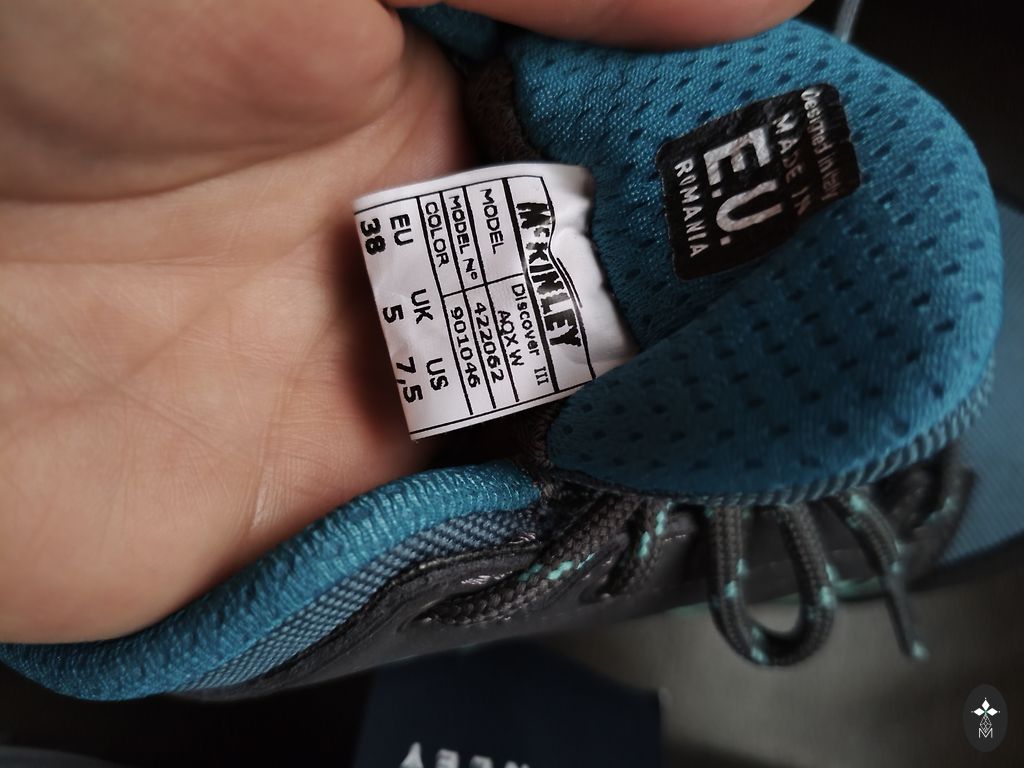 McKINLEY
MODEL Discover III
AQX W
MODEL Nº 422062
COLOR 901046
EU UK US
38 5 7,5
Designed in Italy
MADE IN
E.U.
ROMANIA
NLEY
M